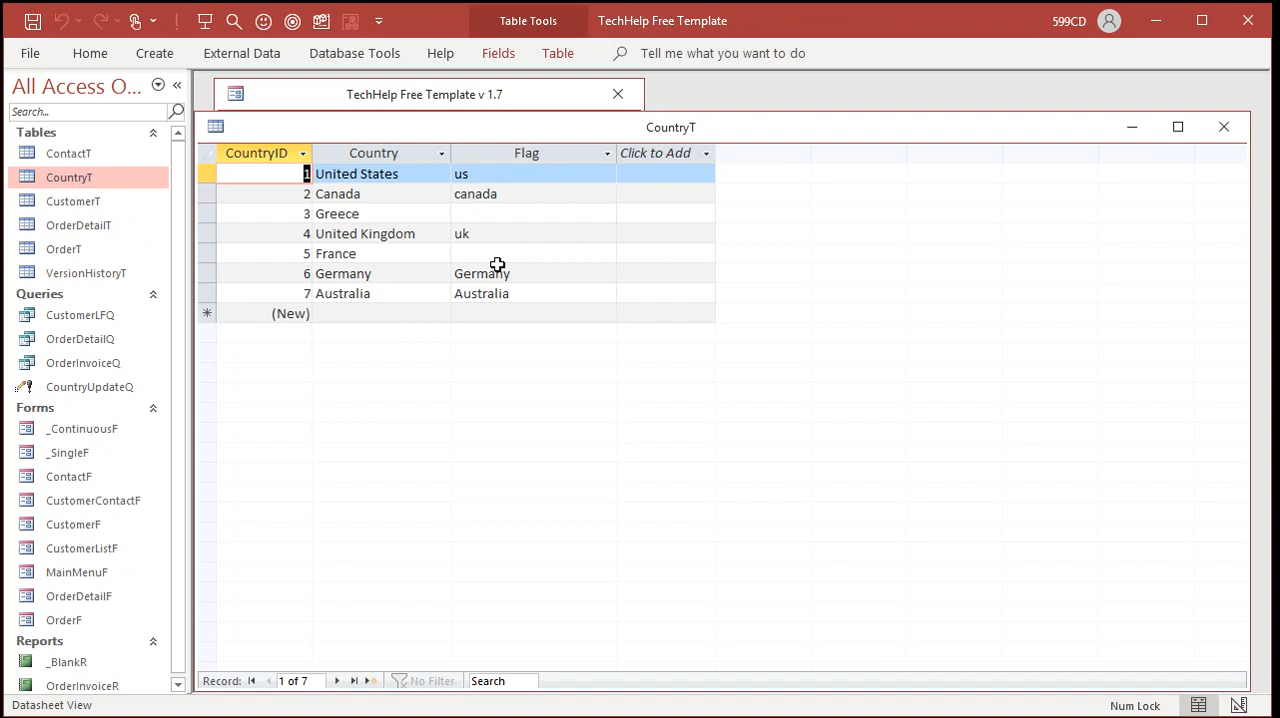 Table Tools TechHelp Free Template 599CD
File Home Create External Data Database Tools Help Fields Table Tell me what you want to do
All Access O...
Search...
Tables
ContactT
CountryT
CustomerT
OrderDetailT
OrderT
VersionHistoryT
Queries
CustomerLFQ
OrderDetailQ
OrderInvoiceQ
CountryUpdateQ
Forms
_ContinuousF
_SingleF
ContactF
CustomerContactF
CustomerF
CustomerListF
MainMenuF
OrderDetailF
OrderF
Reports
_BlankR
OrderInvoiceR
TechHelp Free Template v 1.7
CountryT
CountryID Country Flag Click to Add
1 United States us
2 Canada canada
3 Greece
4 United Kingdom uk
5 France
6 Germany Germany
7 Australia Australia
(New)
Record: 1 of 7 No Filter Search
Datasheet View Num Lock